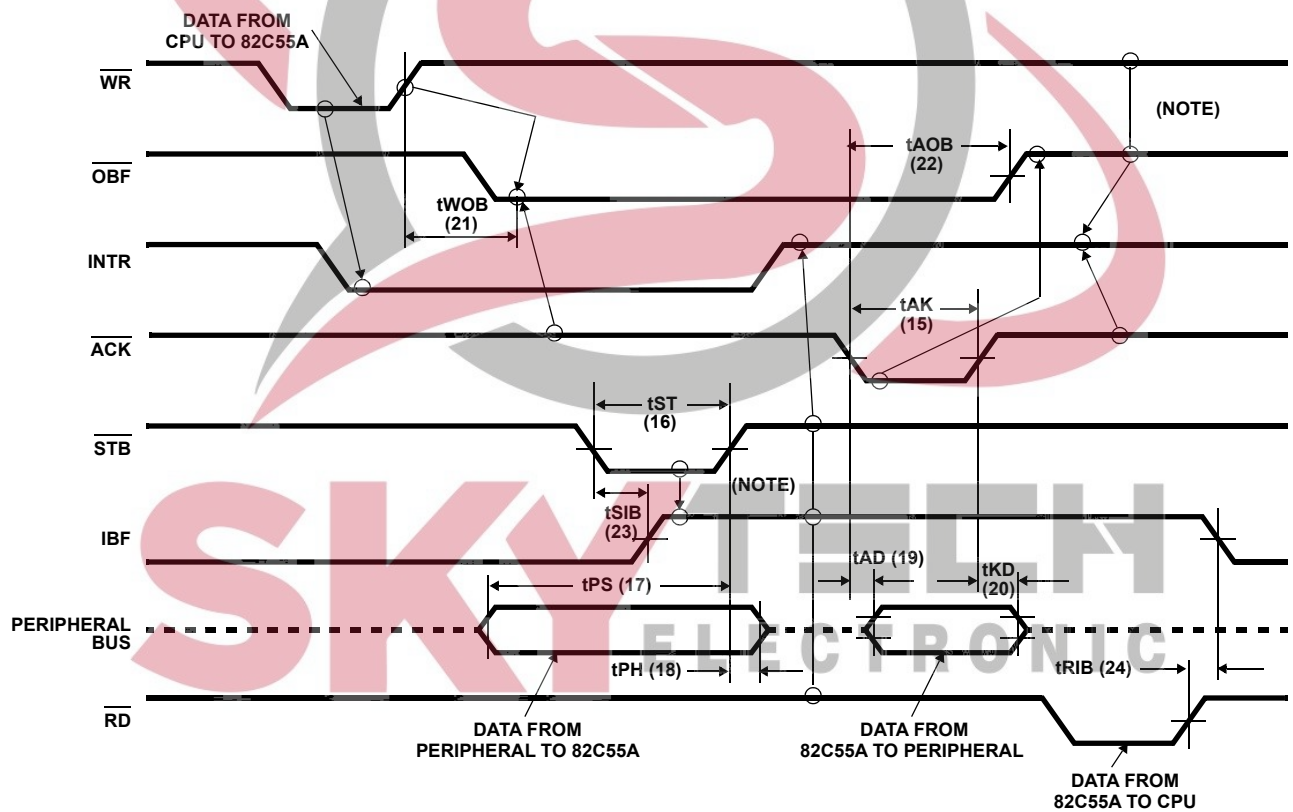 DATA FROM
CPU TO 82C55A
WR
(NOTE)
OBF
tAOB
(22)
tWOB
(21)
INTR
tAK
(15)
ACK
tST
(16)
STB
(NOTE)
tSIB
(23)
IBF
tAD (19)
tKD
(20)
tPS (17)
PERIPHERAL
BUS
tPH (18)
tRIB (24)
RD
DATA FROM
PERIPHERAL TO 82C55A
DATA FROM
82C55A TO PERIPHERAL
DATA FROM
82C55A TO CPU
SKYTECH
ELECTRONIC